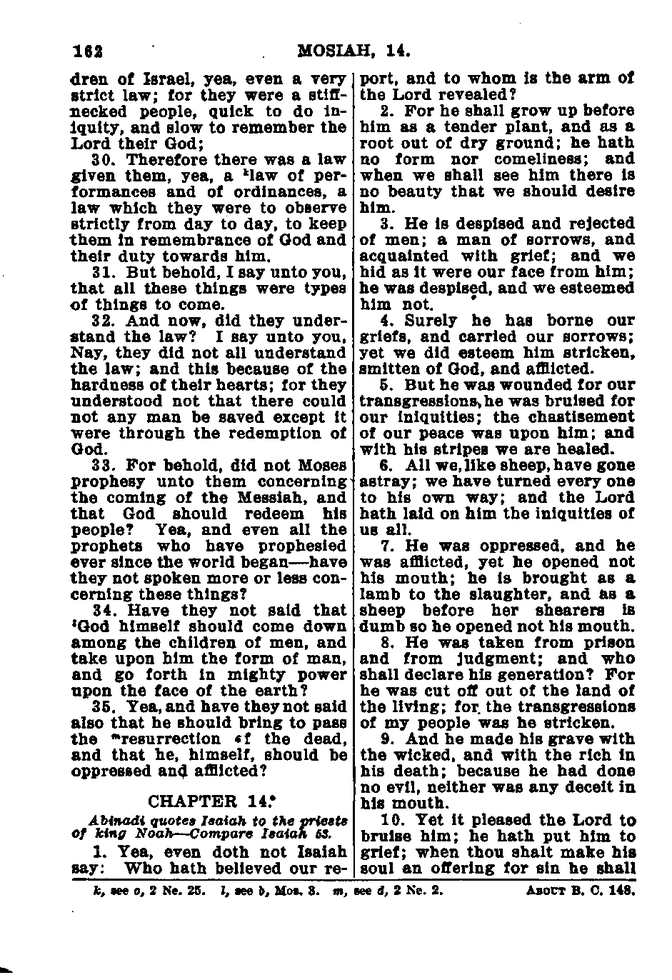 162
MOSIAH, 14.
dren of Israel, yea, even a very
strict law; for they were a stiff-
necked people, quick to do in-
iquity, and slow to remember the
Lord their God;
30. Therefore there was a law
given them, yea, a ᵏlaw of per-
formances and of ordinances, a
law which they were to observe
strictly from day to day, to keep
them in remembrance of God and
their duty towards him.
31. But behold, I say unto you,
that all these things were types
of things to come.
32. And now, did they under-
stand the law? I say unto you,
Nay, they did not all understand
the law; and this because of the
hardness of their hearts; for they
understood not that there could
not any man be saved except it
were through the redemption of
God.
33. For behold, did not Moses
prophesy unto them concerning
the coming of the Messiah, and
that God should redeem his
people? Yea, and even all the
prophets who have prophesied
ever since the world began—have
they not spoken more or less con-
cerning these things?
34. Have they not said that
ˡGod himself should come down
among the children of men, and
take upon him the form of man,
and go forth in mighty power
upon the face of the earth?
35. Yea, and have they not said
also that he should bring to pass
the ᵐresurrection of the dead,
and that he, himself, should be
oppressed and afflicted?
CHAPTER 14.
Abinadi quotes Isaiah to the priests
of king Noah—Compare Isaiah 53.
1. Yea, even doth not Isaiah
say: Who hath believed our re-
port, and to whom is the arm of
the Lord revealed?
2. For he shall grow up before
him as a tender plant, and as a
root out of dry ground; he hath
no form nor comeliness; and
when we shall see him there is
no beauty that we should desire
him.
3. He is despised and rejected
of men; a man of sorrows, and
acquainted with grief; and we
hid as it were our face from him;
he was despised, and we esteemed
him not.
4. Surely he has borne our
griefs, and carried our sorrows;
yet we did esteem him stricken,
smitten of God, and afflicted.
5. But he was wounded for our
transgressions, he was bruised for
our iniquities; the chastisement
of our peace was upon him; and
with his stripes we are healed.
6. All we, like sheep, have gone
astray; we have turned every one
to his own way; and the Lord
hath laid on him the iniquities of
us all.
7. He was oppressed, and he
was afflicted, yet he opened not
his mouth; he is brought as a
lamb to the slaughter, and as a
sheep before her shearers is
dumb so he opened not his mouth.
8. He was taken from prison
and from judgment; and who
shall declare his generation? For
he was cut off out of the land of
the living; for the transgressions
of my people was he stricken.
9. And he made his grave with
the wicked, and with the rich in
his death; because he had done
no evil, neither was any deceit in
his mouth.
10. Yet it pleased the Lord to
bruise him; he hath put him to
grief; when thou shalt make his
soul an offering for sin he shall
k, see o, 2 Ne. 25. l, see b, Mos. 3. m, see d, 2 Ne. 2.
ABOUT B. C. 148.